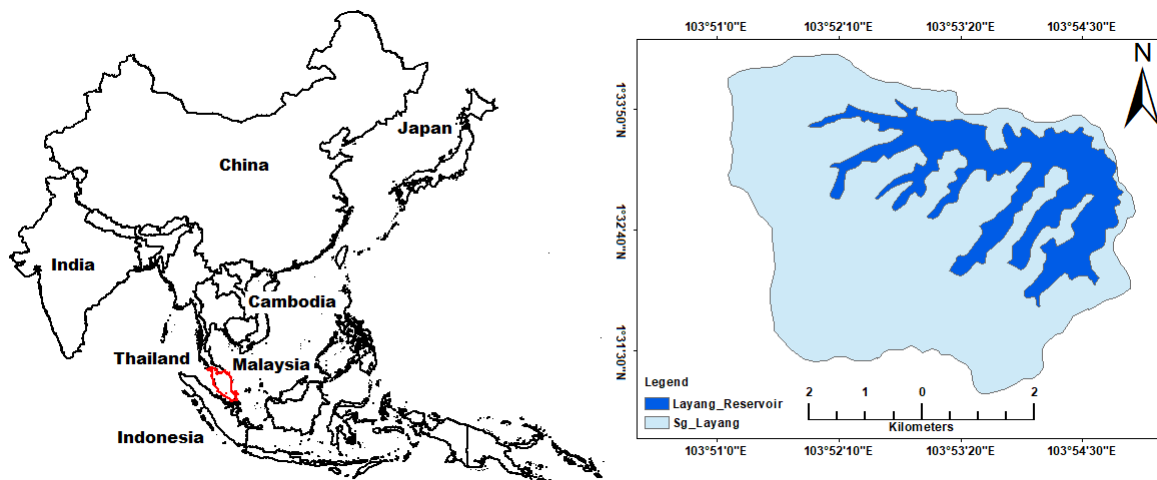 China
Japan
India
Cambodia
Thailand
Malaysia
Indonesia
103°51'0"E 103°52'10"E 103°53'20"E 103°54'30"E
N
1°33'50"N
1°32'40"N
1°31'30"N
Legend
Layang_Reservoir
Sg_Layang
2 1 0 2
Kilometers
103°51'0"E 103°52'10"E 103°53'20"E 103°54'30"E